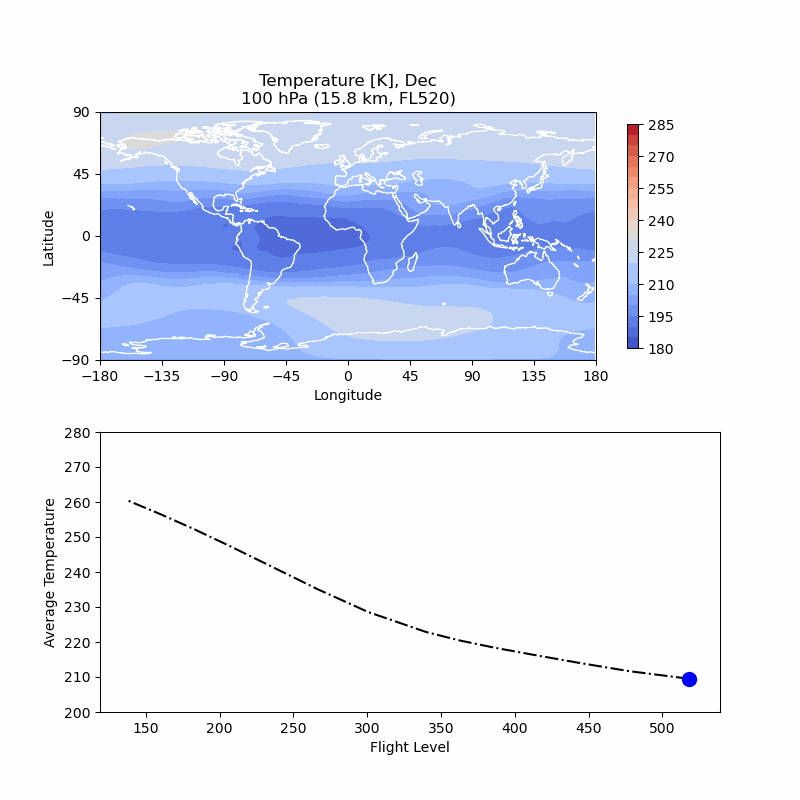 Temperature [K], Dec
100 hPa (15.8 km, FL520)
90
45
0
−45
−90
Latitude
−180 −135 −90 −45 0 45 90 135 180
Longitude
285
270
255
240
225
210
195
180
280
270
260
250
240
230
220
210
200
Average Temperature
150 200 250 300 350 400 450 500
Flight Level